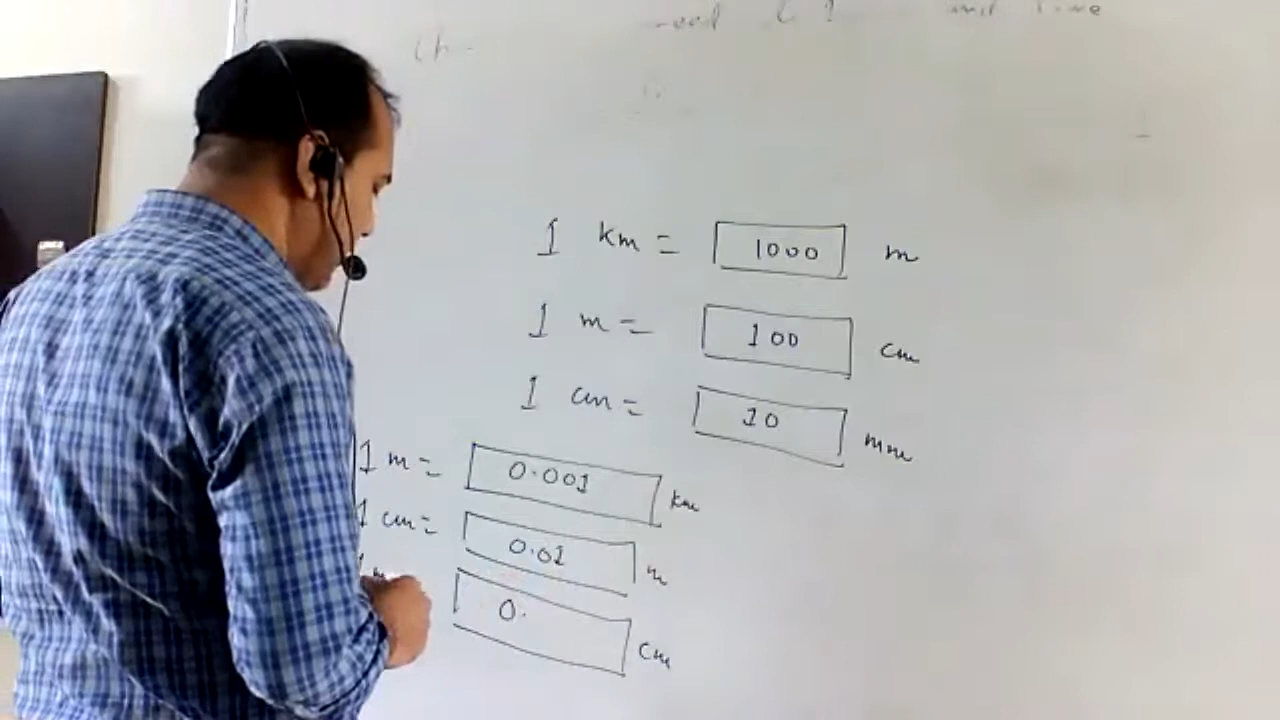 1 km = 1000 m
1 m = 100 cm
1 cm = 10 mm
1 m = 0.001 km
1 cm = 0.01 m
0. cm